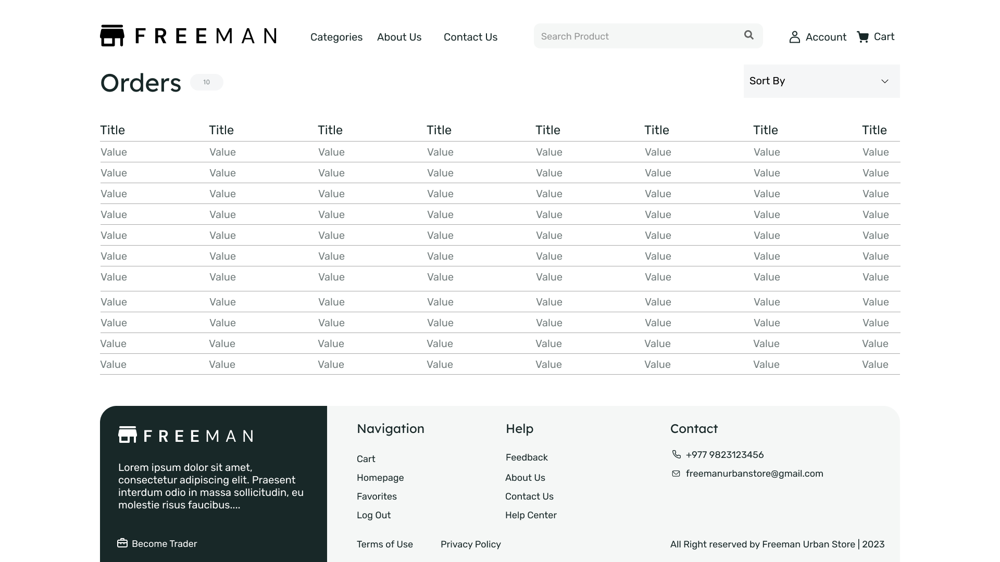 FREEMAN Categories About Us Contact Us Search Product Account Cart
Orders 10 Sort By
Title Title Title Title Title Title Title Title
Value Value Value Value Value Value Value Value
Value Value Value Value Value Value Value Value
Value Value Value Value Value Value Value Value
Value Value Value Value Value Value Value Value
Value Value Value Value Value Value Value Value
Value Value Value Value Value Value Value Value
Value Value Value Value Value Value Value Value
Value Value Value Value Value Value Value Value
Value Value Value Value Value Value Value Value
Value Value Value Value Value Value Value Value
Value Value Value Value Value Value Value Value
FREEMAN
Lorem ipsum dolor sit amet,
consectetur adipiscing elit. Praesent
interdum odio in massa sollicitudin, eu
molestie risus faucibus....
Become Trader
Navigation
Cart
Homepage
Favorites
Log Out
Help
Feedback
About Us
Contact Us
Help Center
Contact
+977 9823123456
freemanurbanstore@gmail.com
Terms of Use Privacy Policy All Right reserved by Freeman Urban Store | 2023